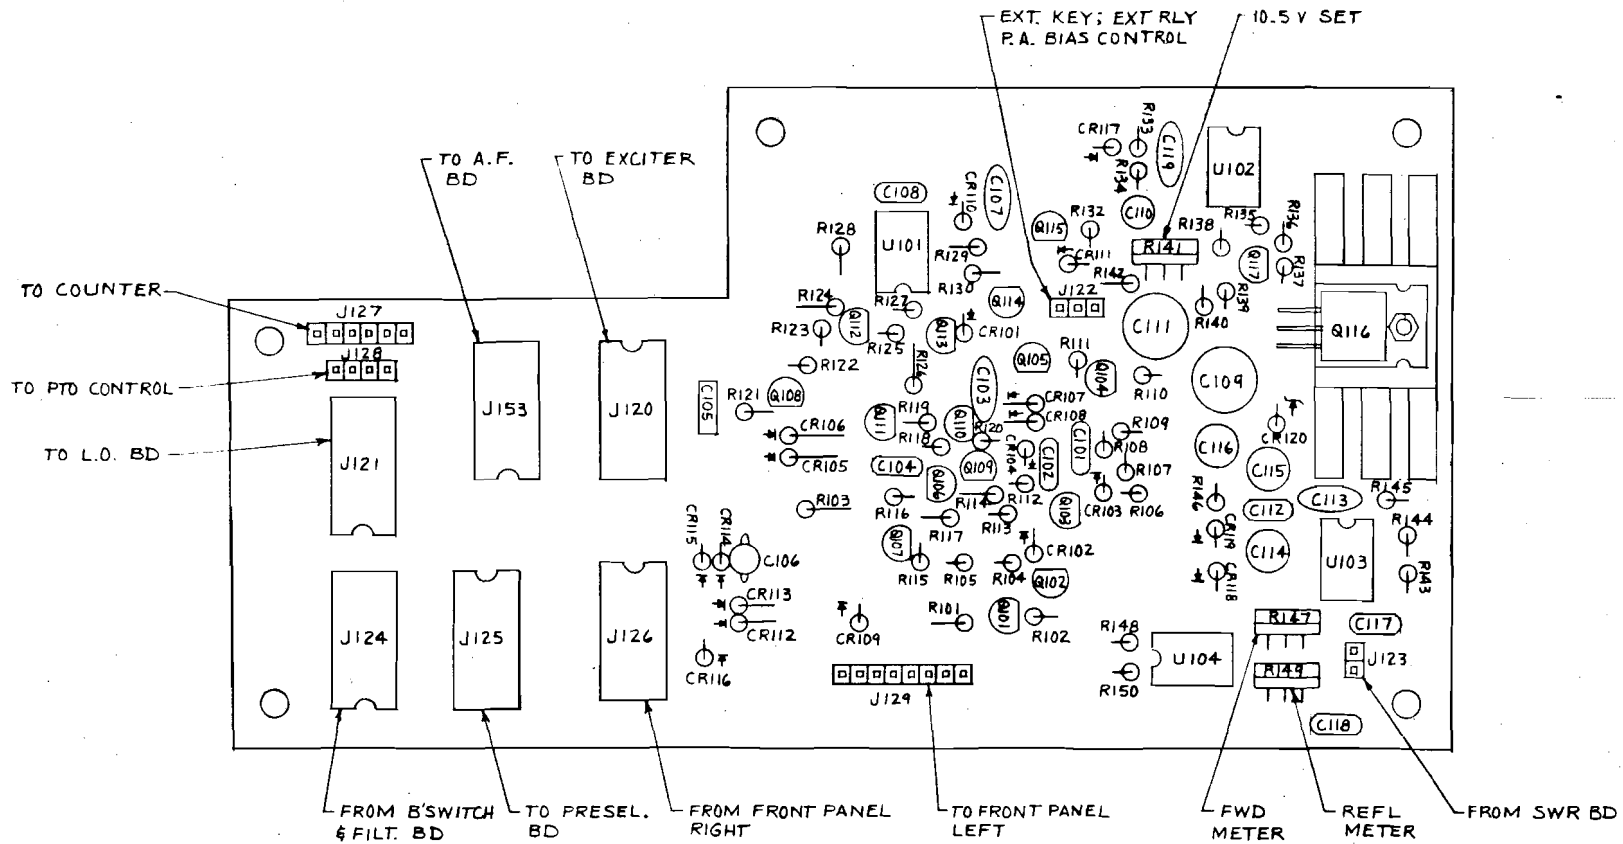 EXT. KEY; EXT RLY
P.A. BIAS CONTROL
10.5 V SET
TO A.F.
BD
TO EXCITER
BD
TO COUNTER
TO PTO CONTROL
TO L.O. BD
J127
J128
J121
J153
J120
J124
J125
J126
CR117
R133
R134
C119
U102
C108
CR110
C107
U101
R128
R129
R130
Q115
R132
CR111
C110
R138
R141
R142
R135
R136
Q117
R137
R139
R140
J122
C111
Q116
R124
R123
Q112
R127
R125
Q113
Q114
CR101
R122
R126
Q105
R111
Q104
R110
C109
C105
R121
Q108
C103
CR107
CR108
R119
Q111
R118
Q110
R120
CR106
CR105
C104
Q109
CR104
C102
C101
R109
R108
R107
C116
CR120
C115
R103
R116
Q106
R114
R112
R113
R117
Q103
CR103
R106
R146
C112
C113
R145
CR115
CR114
C106
Q107
R115
R105
R104
CR102
Q102
CR119
C114
U103
R144
R143
CR118
CR113
CR112
CR109
R101
Q101
R102
R148
R150
U104
R147
R149
C117
J123
C118
CR116
J129
FROM B'SWITCH
& FILT. BD
TO PRESEL.
BD
FROM FRONT PANEL
RIGHT
TO FRONT PANEL
LEFT
FWD
METER
REFL
METER
FROM SWR BD